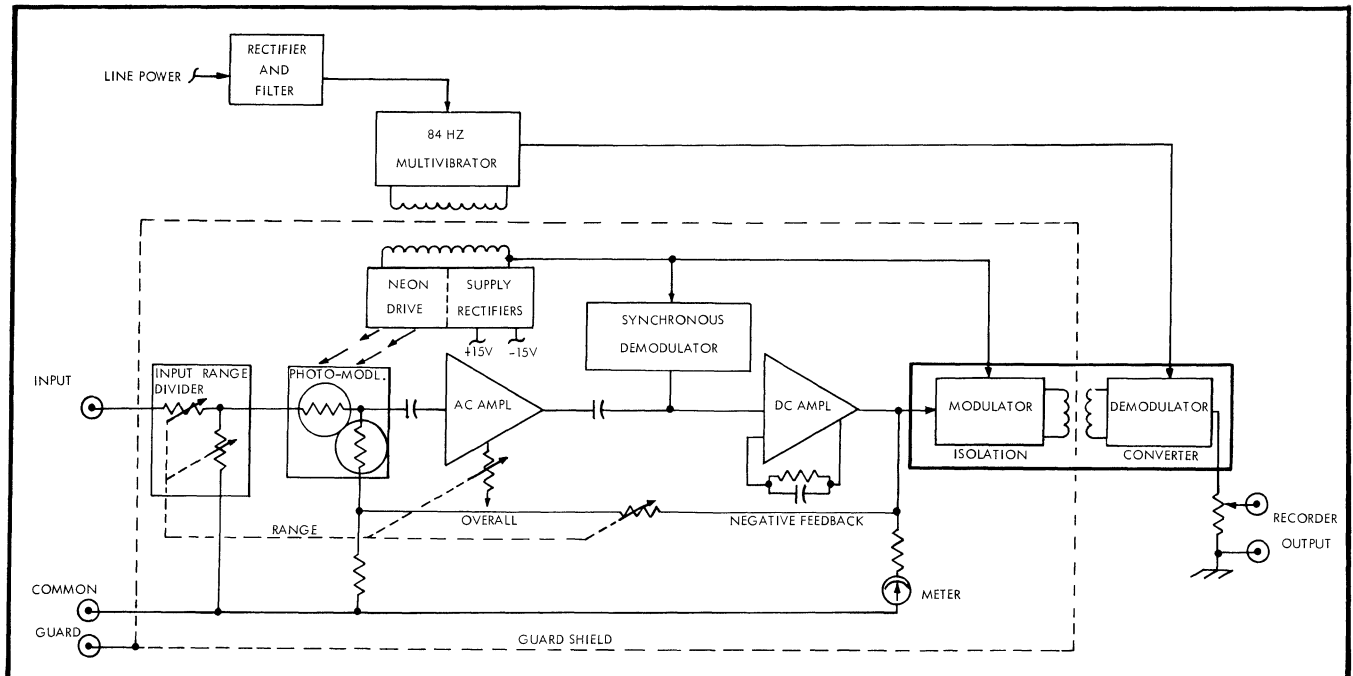 RECTIFIER
AND
FILTER
LINE POWER
84 HZ
MULTIVIBRATOR
NEON
DRIVE
SUPPLY
RECTIFIERS
+15V
-15V
SYNCHRONOUS
DEMODULATOR
INPUT
INPUT RANGE
DIVIDER
PHOTO-MODL.
AC AMPL
DC AMPL
MODULATOR
DEMODULATOR
ISOLATION
CONVERTER
OVERALL
NEGATIVE FEEDBACK
RANGE
RECORDER
OUTPUT
COMMON
METER
GUARD
GUARD SHIELD